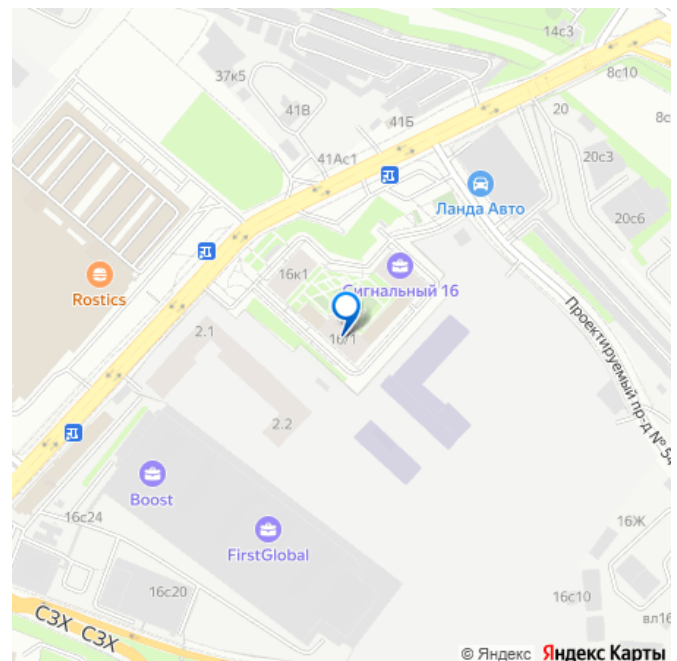 14с3
37к5
8с10
41В
41Б
20
8с
41Ас1
20с3
Ланда Авто
20с6
16к1
Сигнальный 16
Rostics
2.1
16/1
Проектируемый пр-д № 54
2.2
Boost
16с24
FirstGlobal
16Ж
16с20
16с10
СЗХ СЗХ
вл16
© Яндекс Яндекс Карты